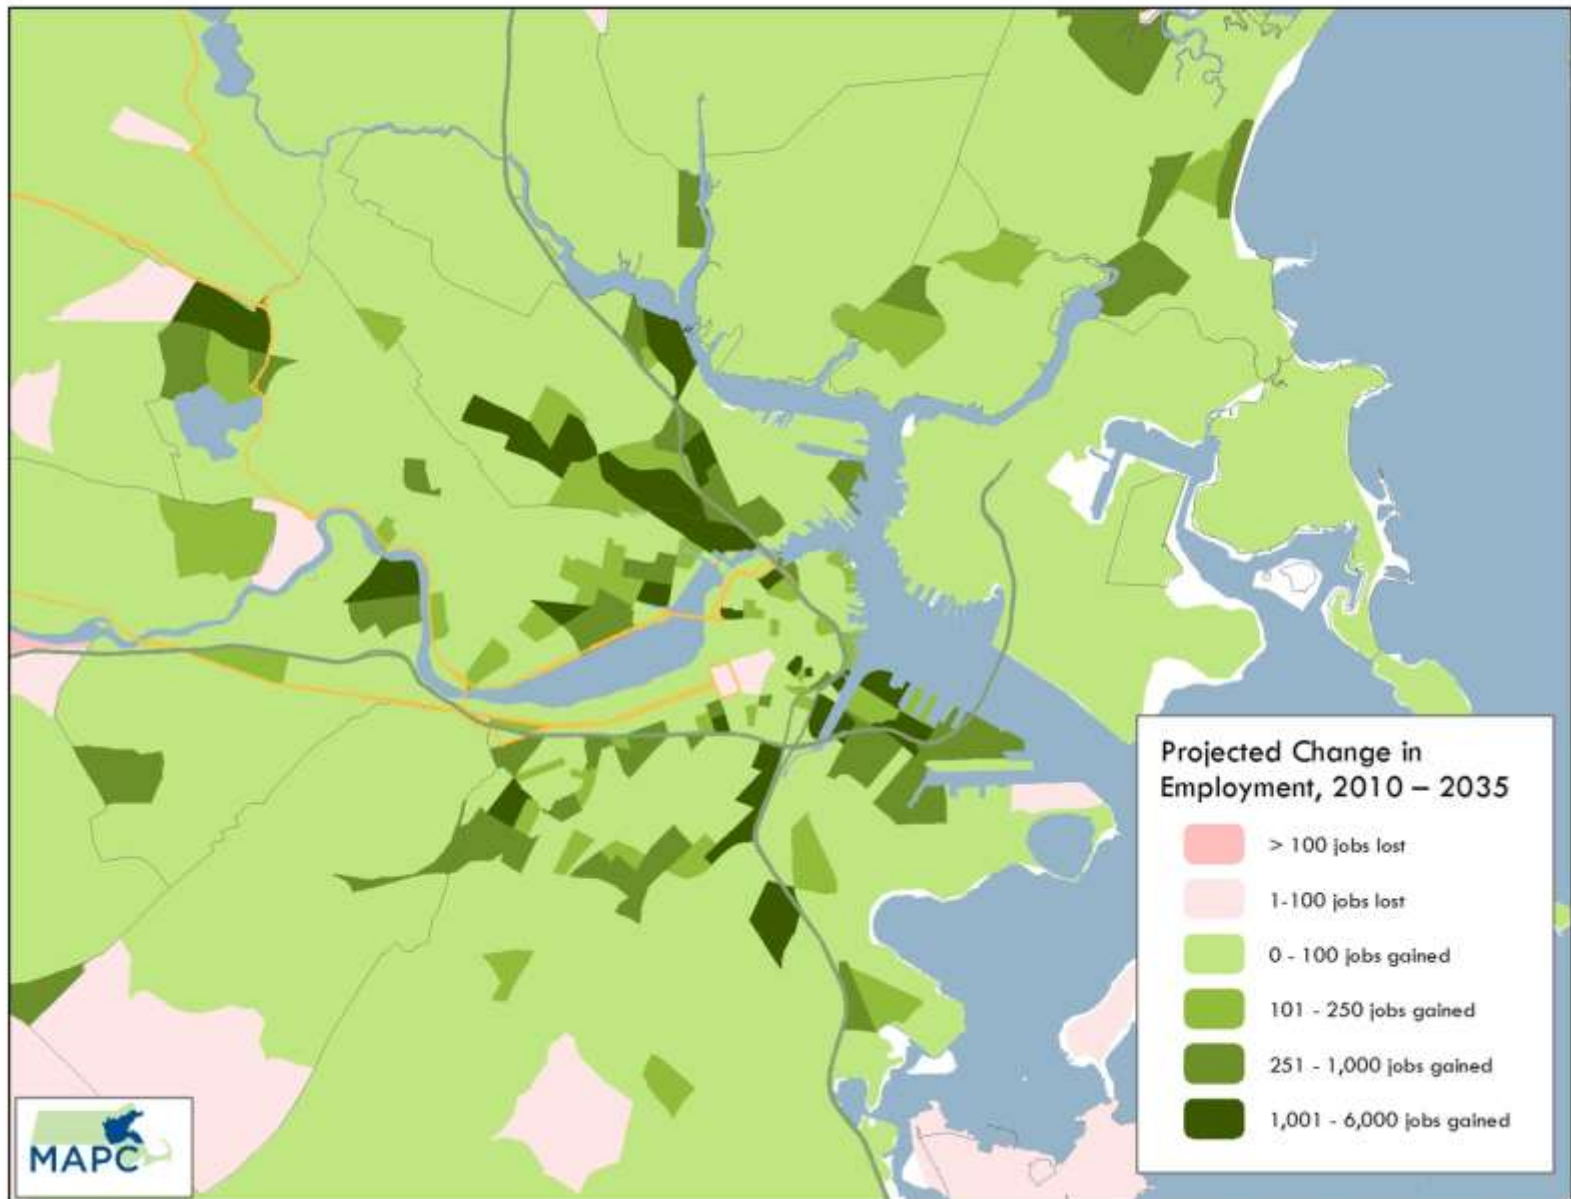 Projected Change in
Employment, 2010 – 2035
> 100 jobs lost
1-100 jobs lost
0 - 100 jobs gained
101 - 250 jobs gained
251 - 1,000 jobs gained
1,001 - 6,000 jobs gained
MAPC